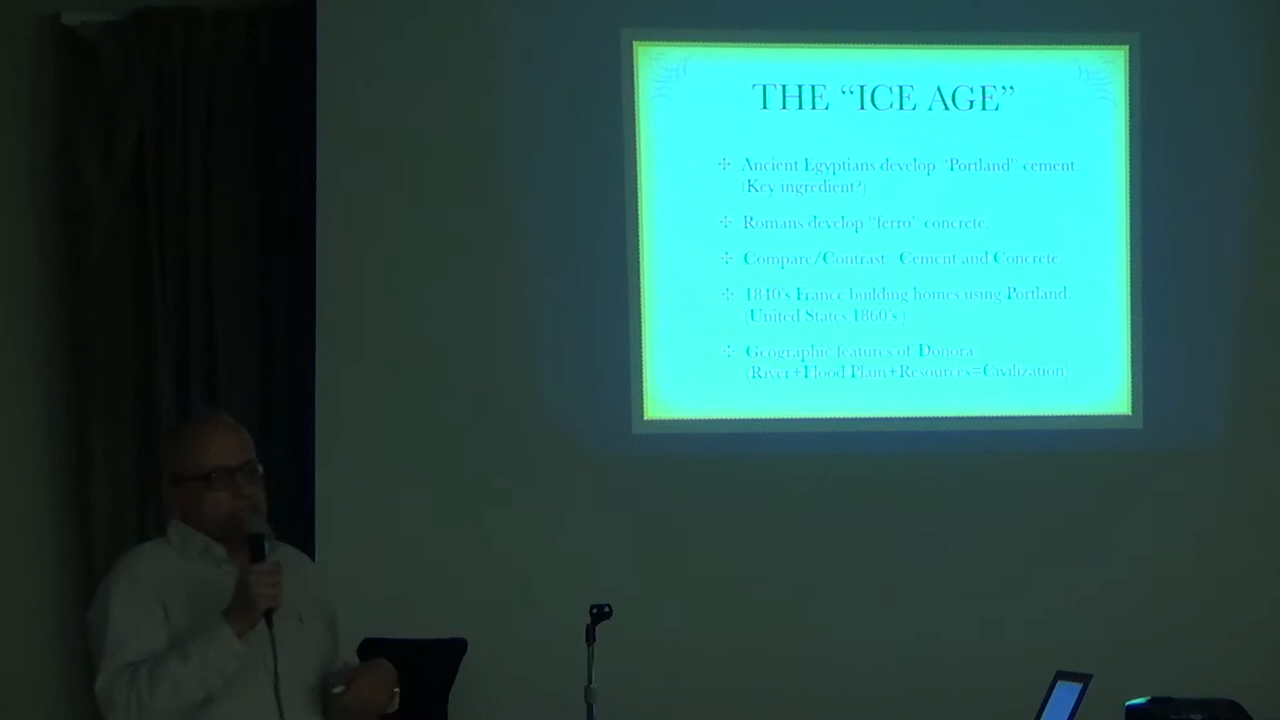 THE “ICE AGE”
Ancient Egyptians develop “Portland” cement
(Key ingredient?)
Romans develop “ferro” concrete.
Compare/Contrast Cement and Concrete.
1840's France building homes using Portland.
(United States,1860's )
Geographic features of Donora
(River+Flood Plain+Resources=Civilization)